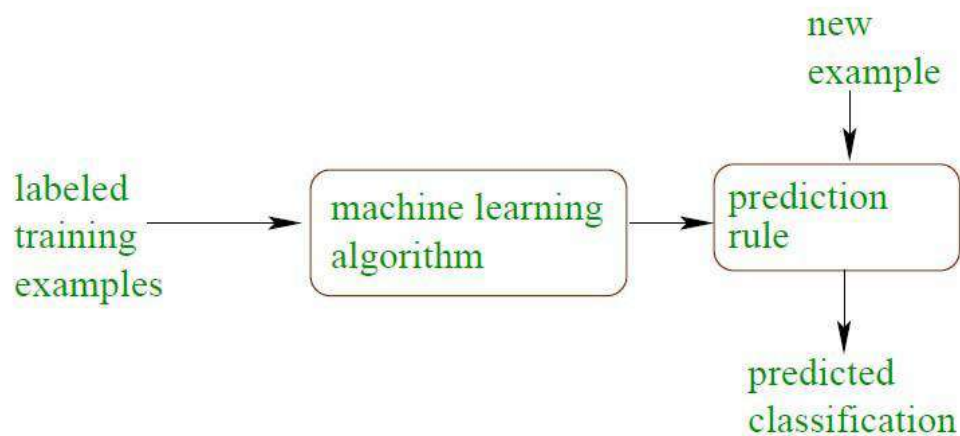 new
example
labeled
training
examples
machine learning
algorithm
prediction
rule
predicted
classification